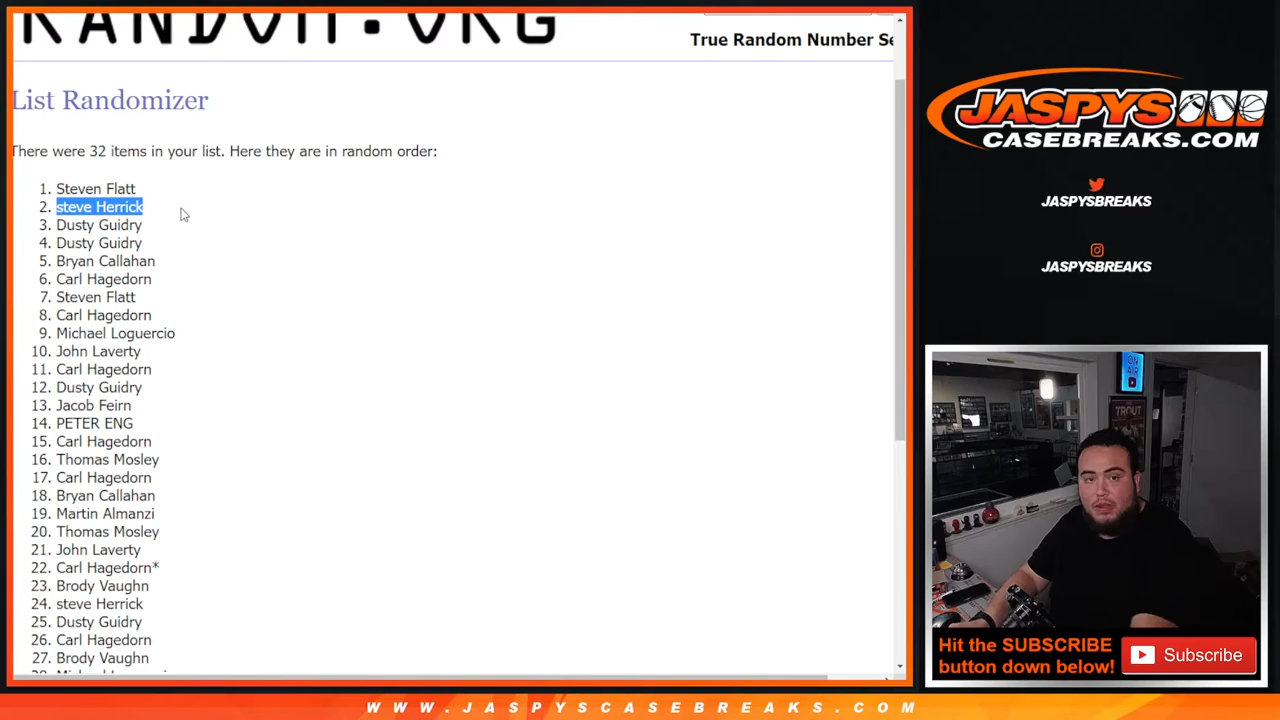 RANDOM.ORG
True Random Number Se
List Randomizer
There were 32 items in your list. Here they are in random order:
1. Steven Flatt
2. steve Herrick
3. Dusty Guidry
4. Dusty Guidry
5. Bryan Callahan
6. Carl Hagedorn
7. Steven Flatt
8. Carl Hagedorn
9. Michael Loguercio
10. John Laverty
11. Carl Hagedorn
12. Dusty Guidry
13. Jacob Feirn
14. PETER ENG
15. Carl Hagedorn
16. Thomas Mosley
17. Carl Hagedorn
18. Bryan Callahan
19. Martin Almanzi
20. Thomas Mosley
21. John Laverty
22. Carl Hagedorn*
23. Brody Vaughn
24. steve Herrick
25. Dusty Guidry
26. Carl Hagedorn
27. Brody Vaughn
JASPYS
CASEBREAKS.COM
JASPYSBREAKS
JASPYSBREAKS
ON
AIR
TROUT
Hit the SUBSCRIBE
button down below!
Subscribe
WWW.JASPYSCASEBREAKS.COM